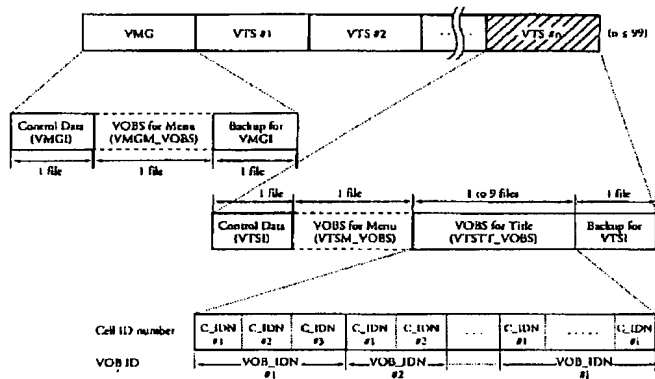 VMG VTS #1 VTS #2 ..... VTS #n (n ≤ 99)
Control Data (VMGI)
VOBS for Menu (VMGM_VOBS)
Backup for VMGI
1 file 1 file 1 file
1 file 1 file 1 to 9 files 1 file
Control Data (VTSI)
VOBS for Menu (VTSM_VOBS)
VOBS for Title (VTSTT_VOBS)
Backup for VTSI
Cell ID number C_IDN #1 C_IDN #2 C_IDN #3 C_IDN #1 C_IDN #2 ..... C_IDN #1 ..... C_IDN #i
VOB ID VOB_IDN #1 VOB_IDN #2 ........ VOB_IDN #i